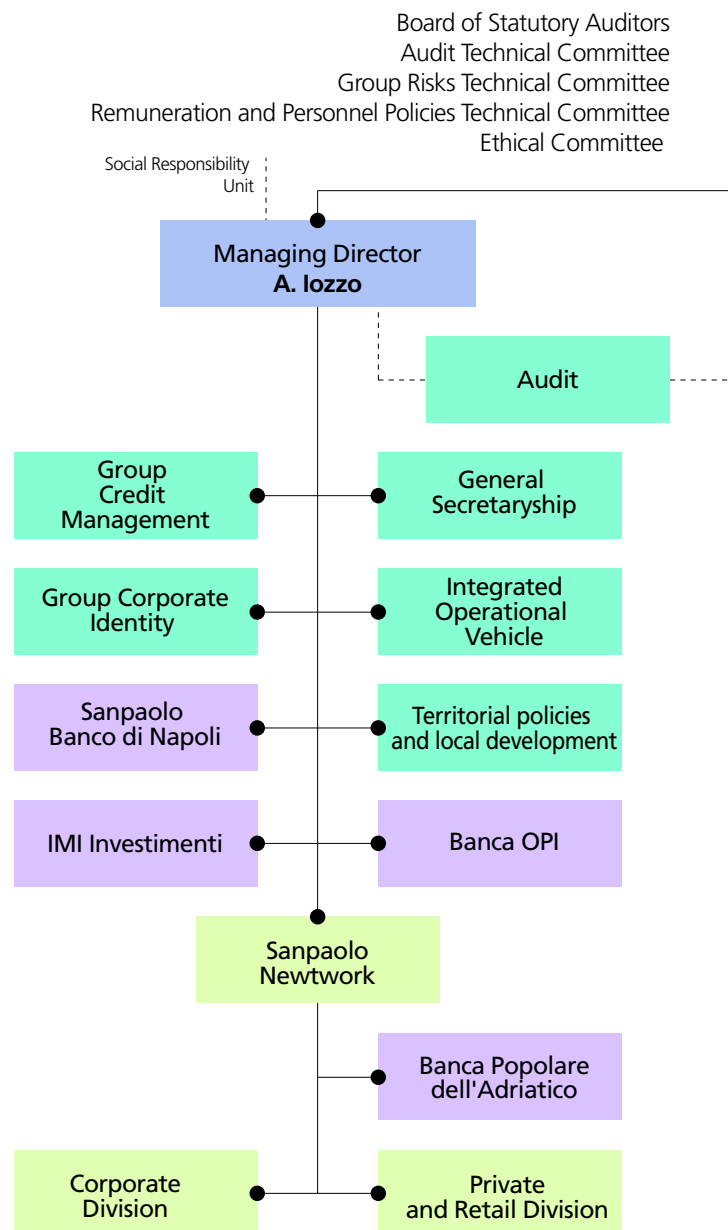 Board of Statutory Auditors
Audit Technical Committee
Group Risks Technical Committee
Remuneration and Personnel Policies Technical Committee
Ethical Committee
Social Responsibility
Unit
Managing Director
A. Iozzo
Audit
Group
Credit
Management
General
Secretaryship
Group Corporate
Identity
Integrated
Operational
Vehicle
Sanpaolo
Banco di Napoli
Territorial policies
and local development
IMI Investimenti
Banca OPI
Sanpaolo
Newtwork
Banca Popolare
dell'Adriatico
Corporate
Division
Private
and Retail Division